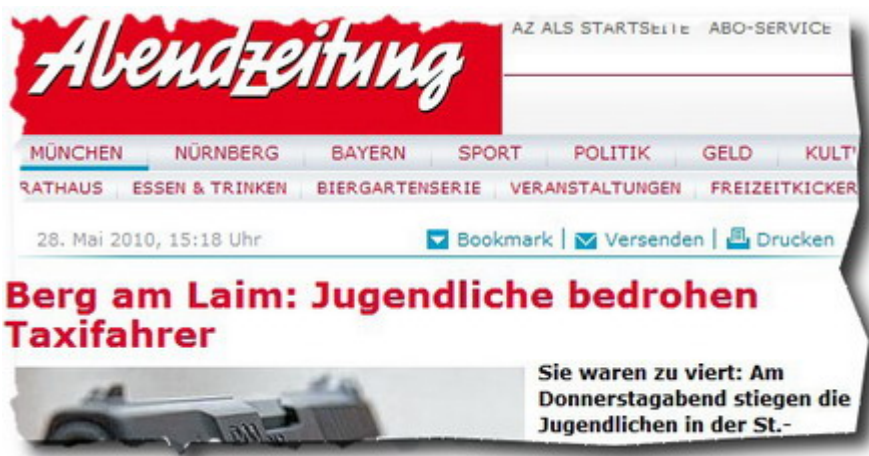 AZ ALS STARTSEITE ABO-SERVICE
Abendzeitung
MÜNCHEN NÜRNBERG BAYERN SPORT POLITIK GELD KULT
RATHAUS ESSEN & TRINKEN BIERGARTENSERIE VERANSTALTUNGEN FREIZEITKICKER
28. Mai 2010, 15:18 Uhr Bookmark | Versenden | Drucken
Berg am Laim: Jugendliche bedrohen
Taxifahrer
Sie waren zu viert: Am
Donnerstagabend stiegen die
Jugendlichen in der St.-